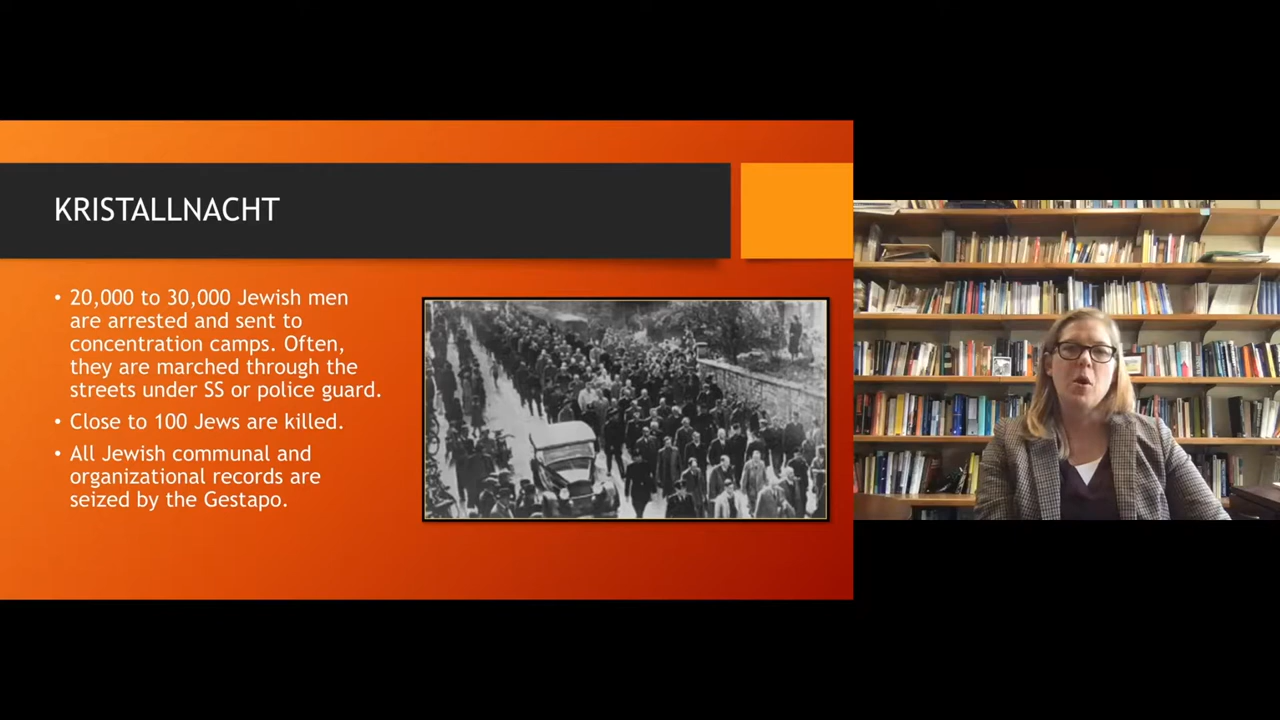 KRISTALLNACHT
• 20,000 to 30,000 Jewish men
are arrested and sent to
concentration camps. Often,
they are marched through the
streets under SS or police guard.
• Close to 100 Jews are killed.
• All Jewish communal and
organizational records are
seized by the Gestapo.